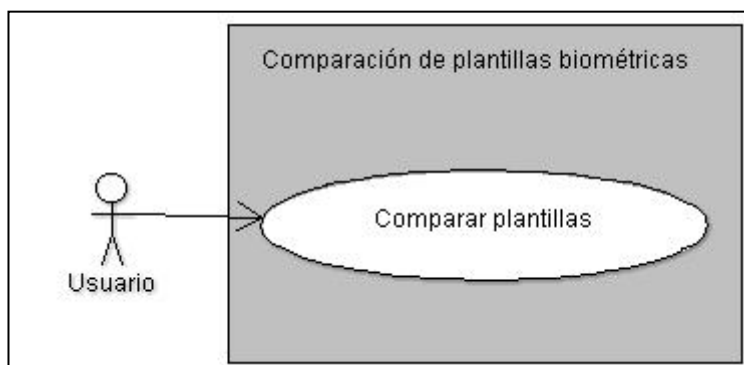 Comparación de plantillas biométricas
Comparar plantillas
Usuario